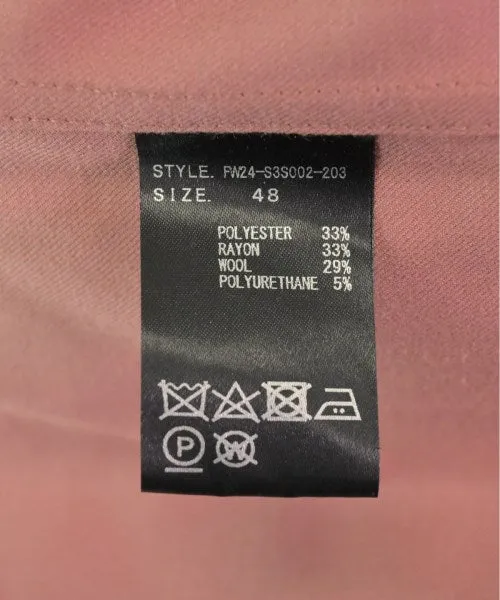 STYLE. FW24-S3S002-203
SIZE. 48
POLYESTER 33%
RAYON 33%
WOOL 29%
POLYURETHANE 5%
P W